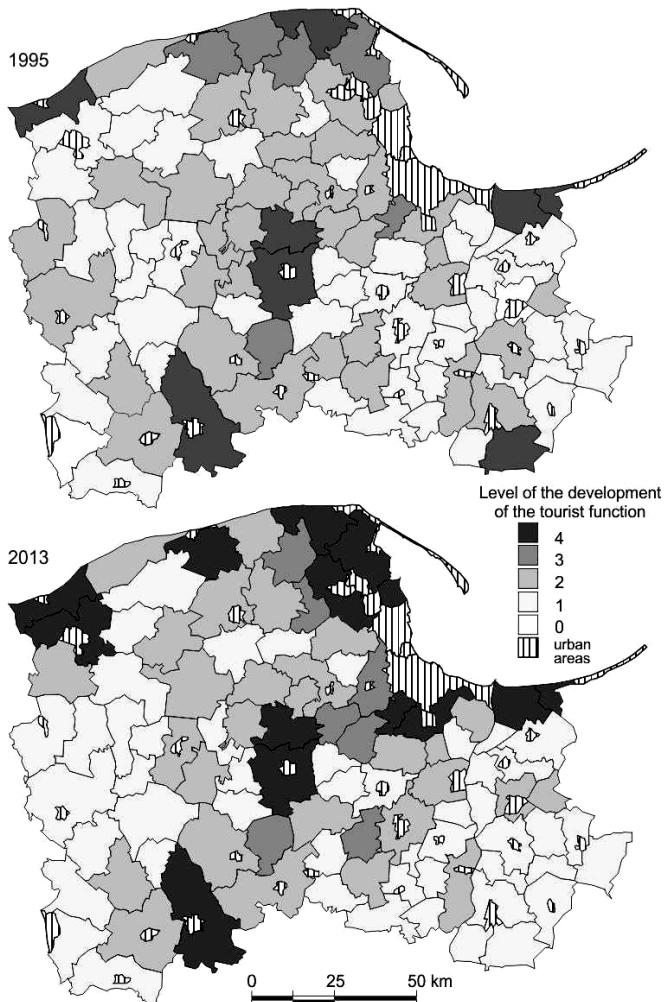 1995
Level of the development
of the tourist function
4
3
2
1
0
urban
areas
2013
0 25 50 km